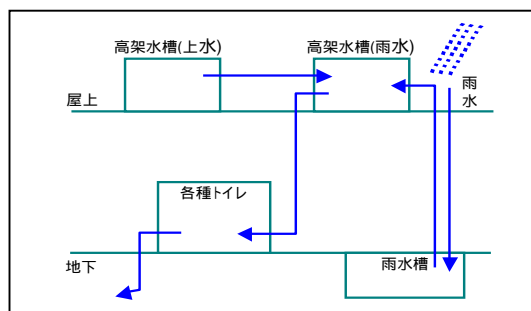 高架水槽(上水)
高架水槽(雨水)
屋上
雨
水
各種トイレ
地下
雨水槽